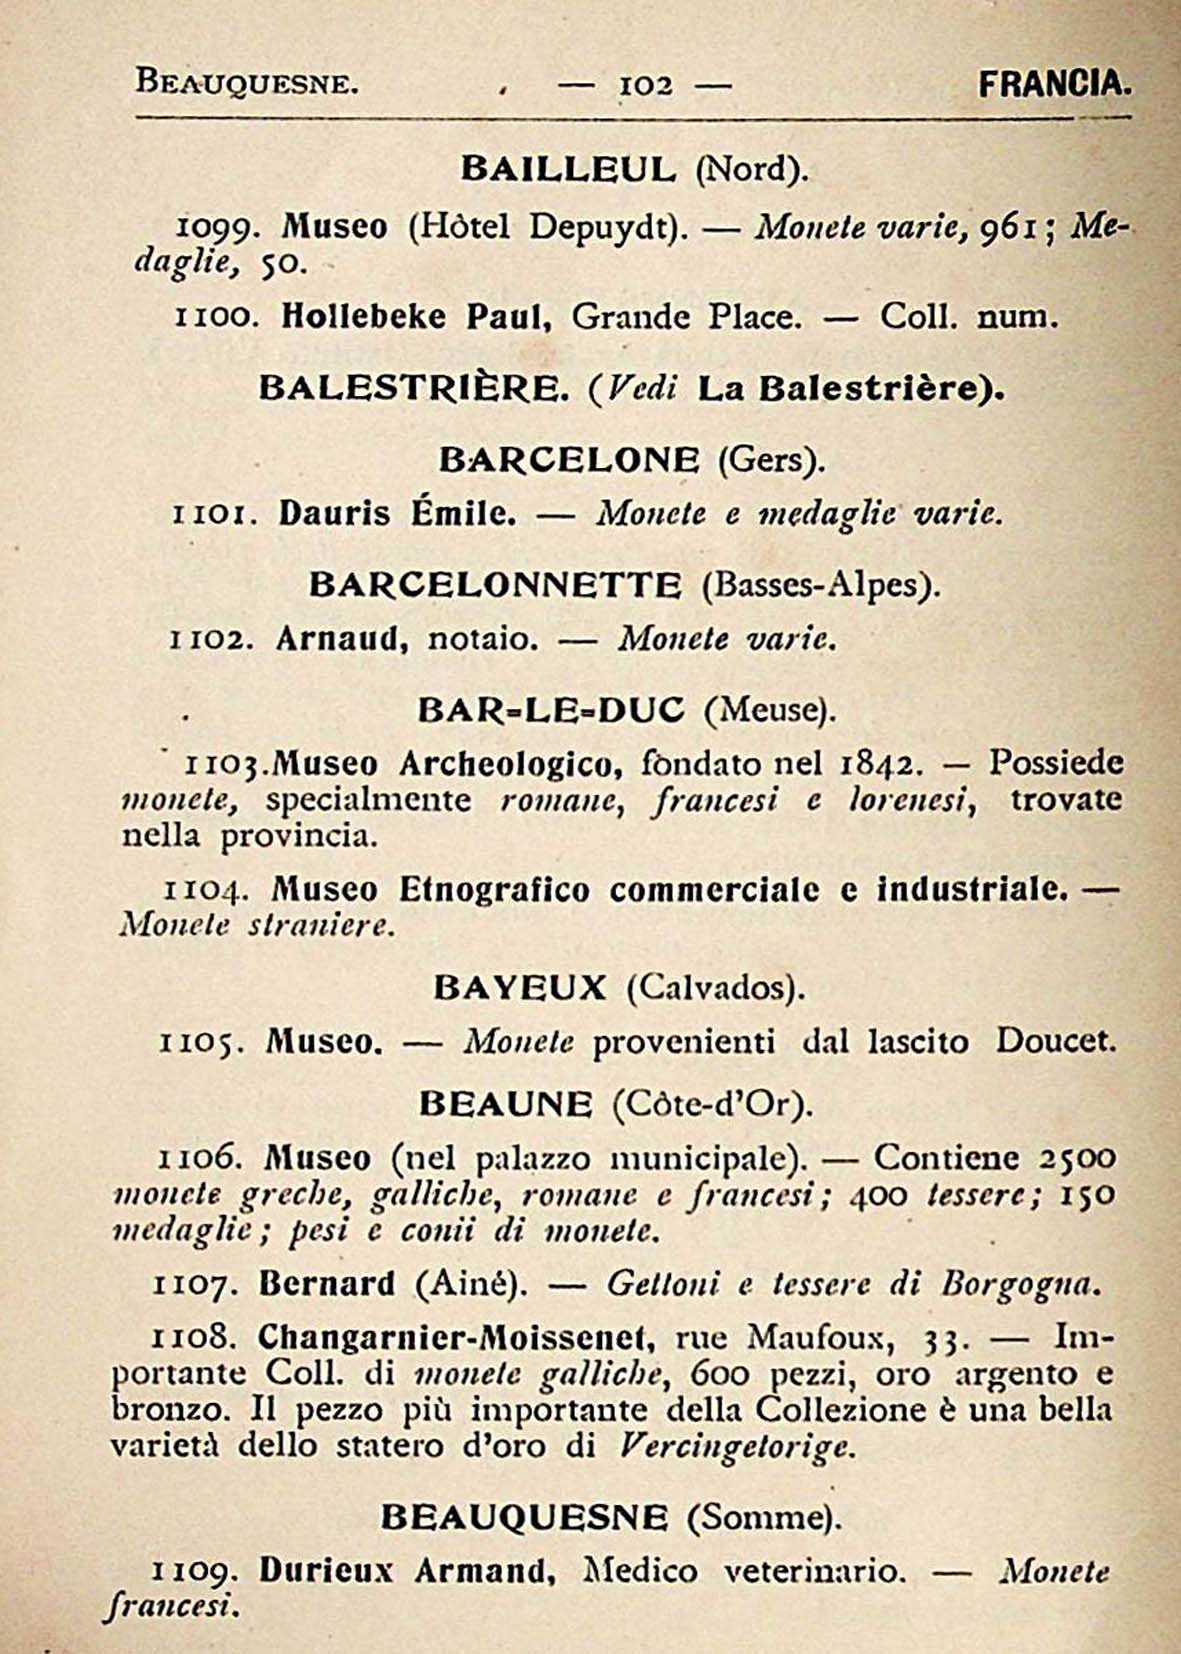 BEAUQUESNE. — 102 — FRANCIA.
BAILLEUL (Nord).
1099. Museo (Hôtel Depuydt). — Monete varie, 961; Me-
daglie, 50.
1100. Hollebeke Paul, Grande Place. — Coll. num.
BALESTRIÈRE. (Vedi La Balestrière).
BARCELONE (Gers).
1101. Dauris Émile. — Monete e medaglie varie.
BARCELONNETTE (Basses-Alpes).
1102. Arnaud, notaio. — Monete varie.
BAR-LE-DUC (Meuse).
1103. Museo Archeologico, fondato nel 1842. — Possiede
monete, specialmente romane, francesi e lorenesi, trovate
nella provincia.
1104. Museo Etnografico commerciale e industriale. —
Monete straniere.
BAYEUX (Calvados).
1105. Museo. — Monete provenienti dal lascito Doucet.
BEAUNE (Côte-d'Or).
1106. Museo (nel palazzo municipale). — Contiene 2500
monete greche, galliche, romane e francesi; 400 tessere; 150
medaglie; pesi e conii di monete.
1107. Bernard (Ainé). — Gettoni e tessere di Borgogna.
1108. Changarnier-Moissenet, rue Maufoux, 33. — Im-
portante Coll. di monete galliche, 600 pezzi, oro argento e
bronzo. Il pezzo più importante della Collezione è una bella
varietà dello statero d'oro di Vercingetorige.
BEAUQUESNE (Somme).
1109. Durieux Armand, Medico veterinario. — Monete
francesi.